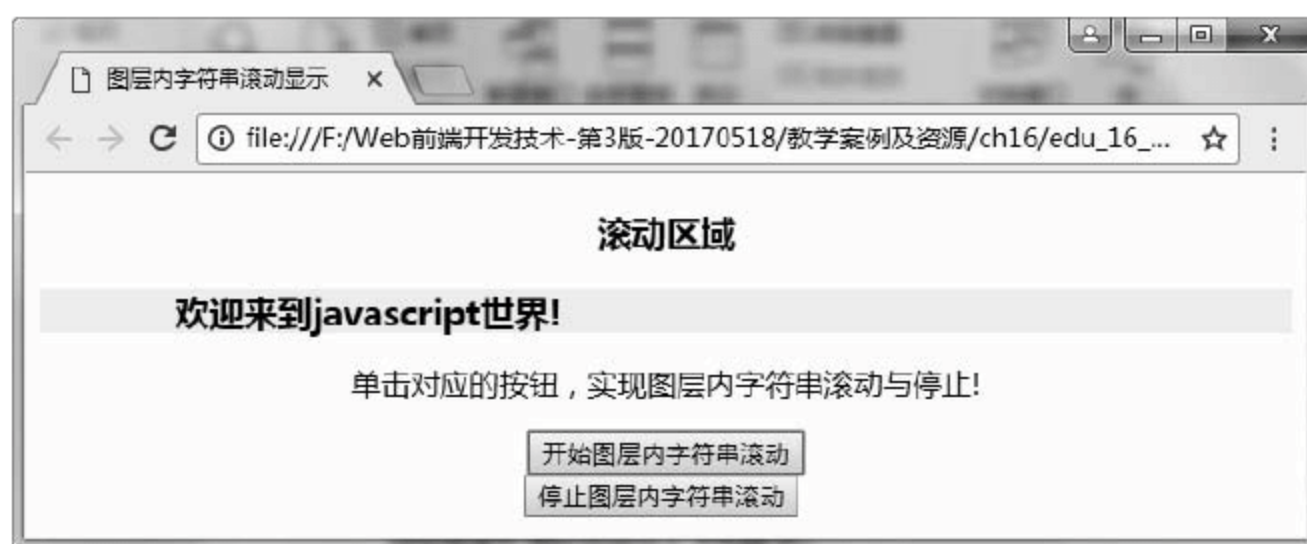 图层内字符串滚动显示
file:///F:/Web前端开发技术-第3版-20170518/教学案例及资源/ch16/edu_16_...
滚动区域
欢迎来到javascript世界!
单击对应的按钮，实现图层内字符串滚动与停止!
开始图层内字符串滚动
停止图层内字符串滚动